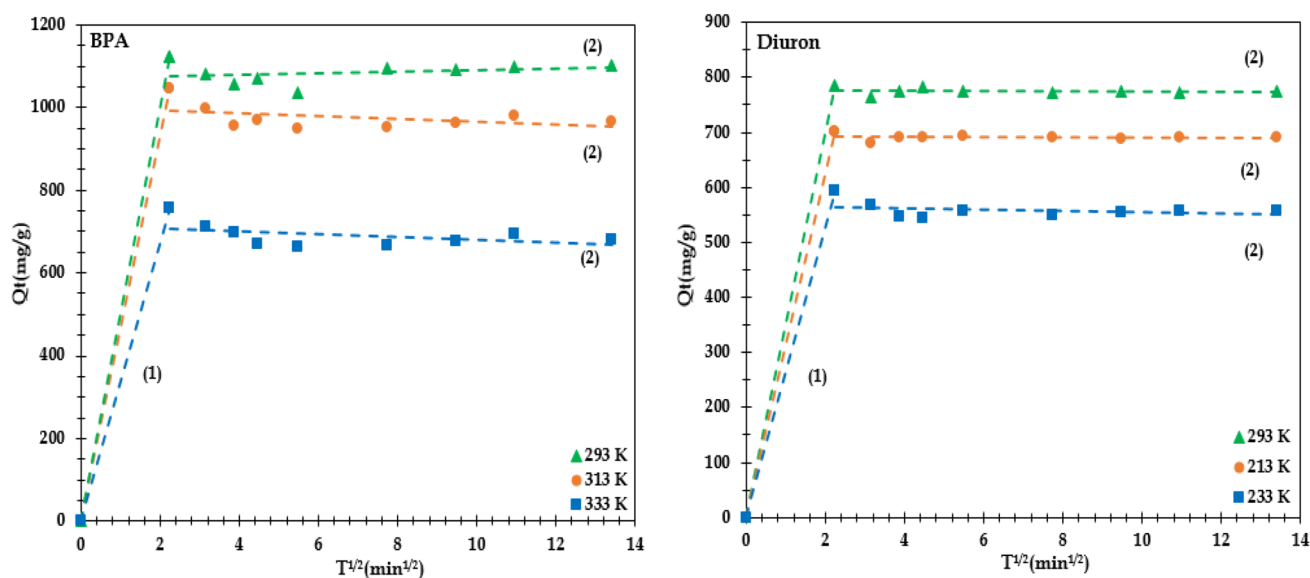 BPA
(2)
(2)
(2)
(1)
1200
1000
800
600
400
200
0
Qt(mg/g)
293 K
313 K
333 K
0 2 4 6 8 10 12 14
T1/2(min1/2)
Diuron
(2)
(2)
(2)
(1)
900
800
700
600
500
400
300
200
100
0
Qt(mg/g)
293 K
213 K
233 K
0 2 4 6 8 10 12 14
T1/2(min1/2)